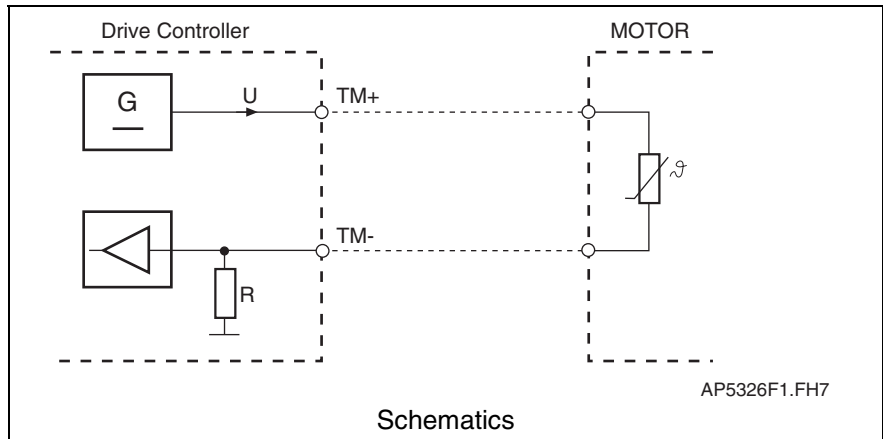 Drive Controller
MOTOR
G
U
TM+
ϑ
TM-
R
AP5326F1.FH7
Schematics